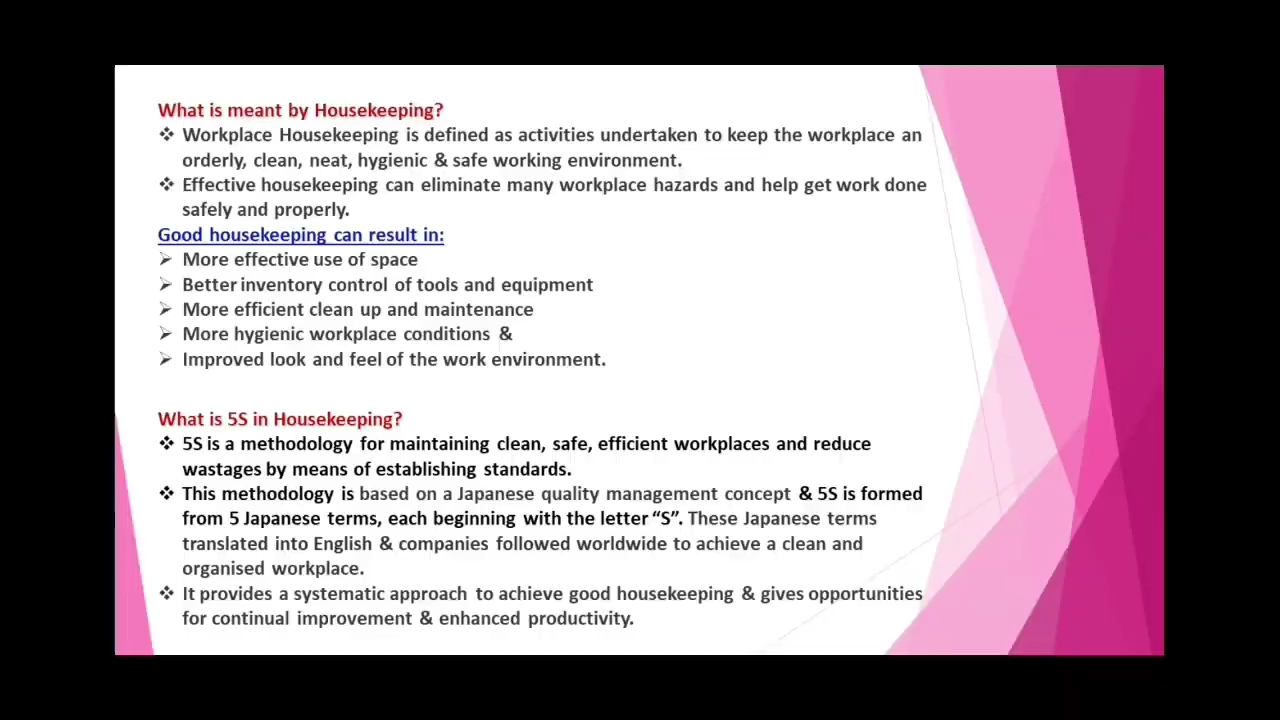 What is meant by Housekeeping?
❖ Workplace Housekeeping is defined as activities undertaken to keep the workplace an
orderly, clean, neat, hygienic & safe working environment.
❖ Effective housekeeping can eliminate many workplace hazards and help get work done
safely and properly.
Good housekeeping can result in:
➢ More effective use of space
➢ Better inventory control of tools and equipment
➢ More efficient clean up and maintenance
➢ More hygienic workplace conditions &
➢ Improved look and feel of the work environment.
What is 5S in Housekeeping?
❖ 5S is a methodology for maintaining clean, safe, efficient workplaces and reduce
wastages by means of establishing standards.
❖ This methodology is based on a Japanese quality management concept & 5S is formed
from 5 Japanese terms, each beginning with the letter “S”. These Japanese terms
translated into English & companies followed worldwide to achieve a clean and
organised workplace.
❖ It provides a systematic approach to achieve good housekeeping & gives opportunities
for continual improvement & enhanced productivity.